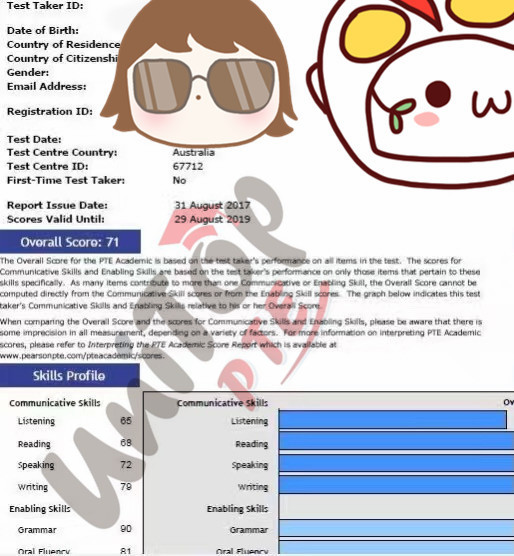 Test Taker ID:
Date of Birth:
Country of Residence
Country of Citizenshi
Gender:
Email Address:
Registration ID:
Test Date:
Test Centre Country: Australia
Test Centre ID: 67712
First-Time Test Taker: No
Report Issue Date: 31 August 2017
Scores Valid Until: 29 August 2019
Overall Score: 71
The Overall Score for the PTE Academic is based on the test taker's performance on all items in the test. The scores for
Communicative Skills and Enabling Skills are based on the test taker's performance on only those items that pertain to these
skills specifically. As many items contribute to more than one Communicative or Enabling Skill, the Overall Score cannot be
computed directly from the Communicative Skill scores or from the Enabling Skill scores. The graph below indicates this test
taker's Communicative Skills and Enabling Skills relative to his or her Overall Score.
When comparing the Overall Score and the scores for Communicative Skills and Enabling Skills, please be aware that there is
some imprecision in all measurement, depending on a variety of factors. For more information on interpreting PTE Academic
scores, please refer to Interpreting the PTE Academic Score Report which is available at
www.pearsonpte.com/pteacademic/scores.
Skills Profile
Communicative Skills Communicative Skills Ov
Listening 65 Listening
Reading 68 Reading
Speaking 72 Speaking
Writing 79 Writing
Enabling Skills Enabling Skills
Grammar 90 Grammar
Oral Fluency 81 Oral Fluency
unitop
pte